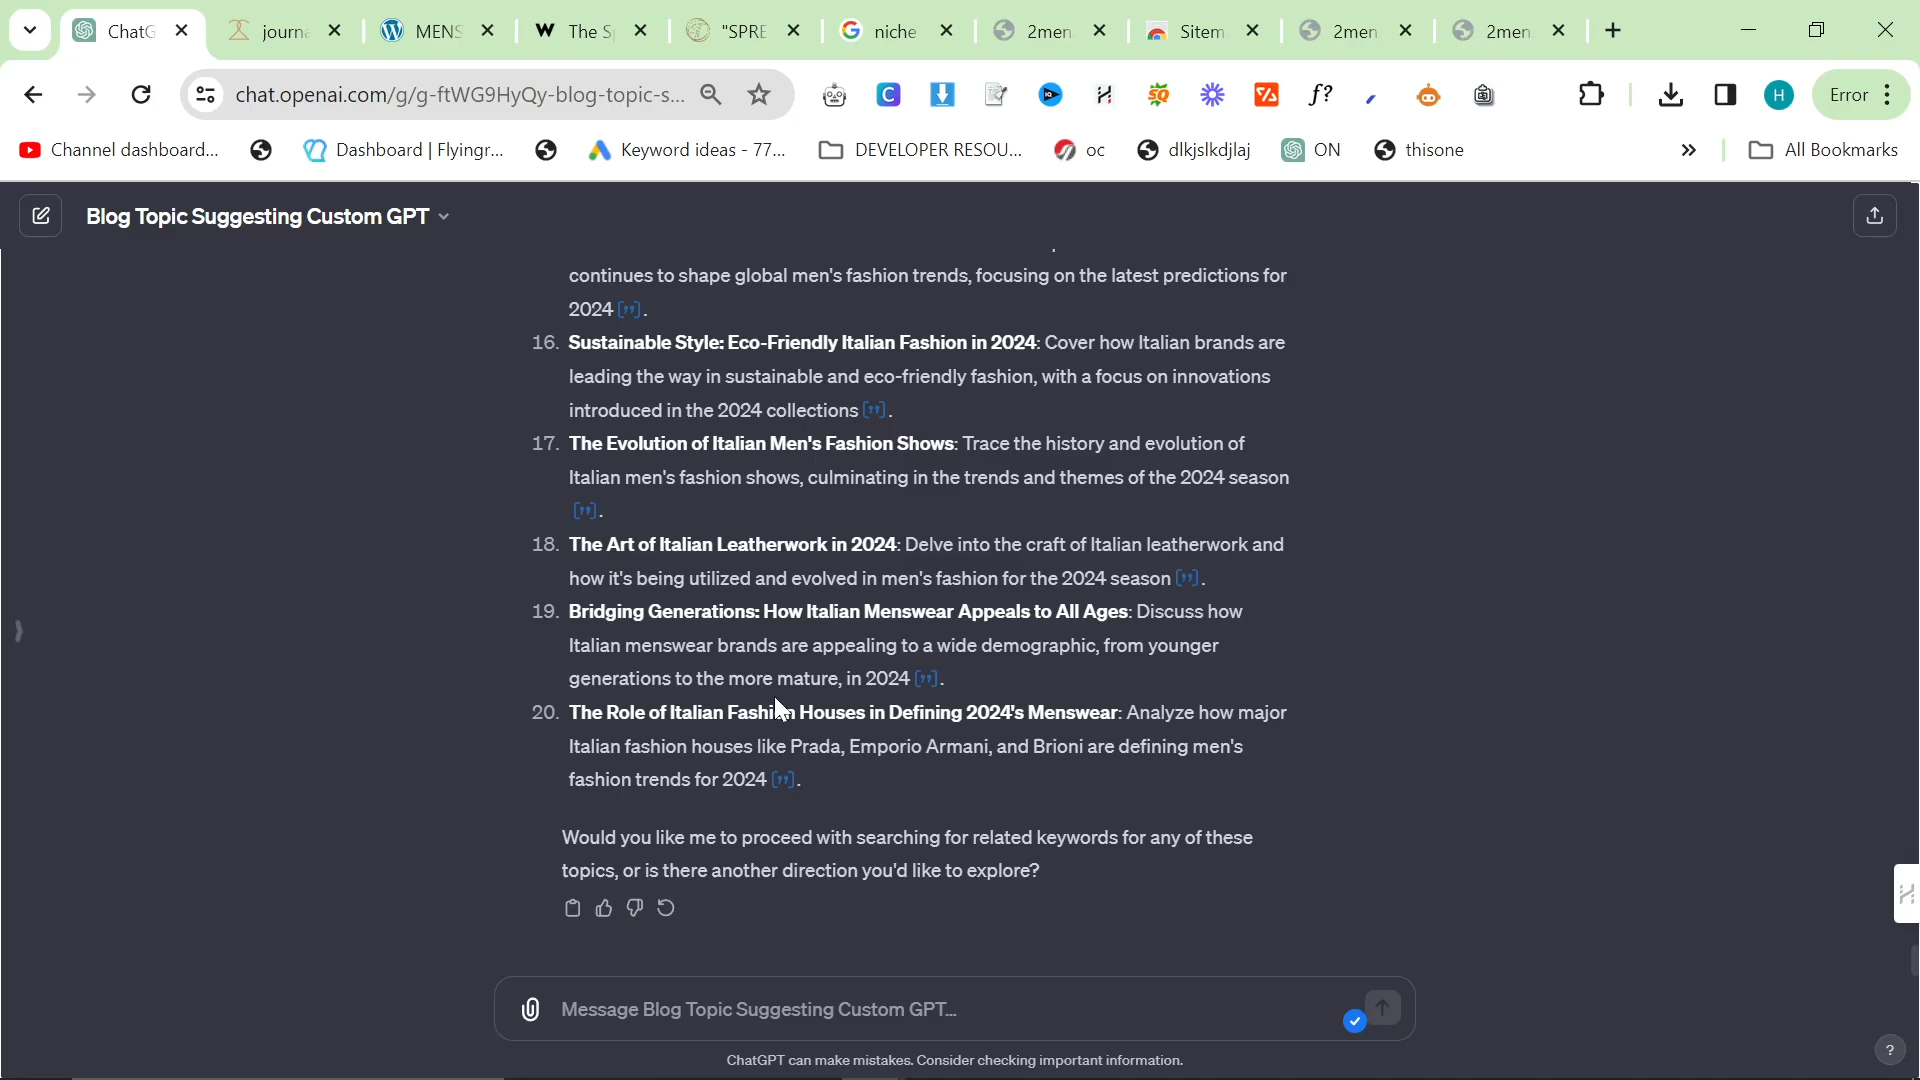 ChatG
journa
MENS
The S
"SPRE
niche
2men
Sitem
2men
2men
chat.openai.com/g/g-ftWG9HyQy-blog-topic-s...
f?
H
Error
Channel dashboard...
Dashboard | Flyingr...
Keyword ideas - 77...
DEVELOPER RESOU...
oc
dlkjslkdjlaj
ON
thisone
»
All Bookmarks
Blog Topic Suggesting Custom GPT
continues to shape global men's fashion trends, focusing on the latest predictions for
2024 ["].
16. Sustainable Style: Eco-Friendly Italian Fashion in 2024: Cover how Italian brands are
leading the way in sustainable and eco-friendly fashion, with a focus on innovations
introduced in the 2024 collections ["].
17. The Evolution of Italian Men's Fashion Shows: Trace the history and evolution of
Italian men's fashion shows, culminating in the trends and themes of the 2024 season
["].
18. The Art of Italian Leatherwork in 2024: Delve into the craft of Italian leatherwork and
how it's being utilized and evolved in men's fashion for the 2024 season ["].
19. Bridging Generations: How Italian Menswear Appeals to All Ages: Discuss how
Italian menswear brands are appealing to a wide demographic, from younger
generations to the more mature, in 2024 ["].
20. The Role of Italian Fashion Houses in Defining 2024's Menswear: Analyze how major
Italian fashion houses like Prada, Emporio Armani, and Brioni are defining men's
fashion trends for 2024 ["].
Would you like me to proceed with searching for related keywords for any of these
topics, or is there another direction you'd like to explore?
Message Blog Topic Suggesting Custom GPT...
ChatGPT can make mistakes. Consider checking important information.
?